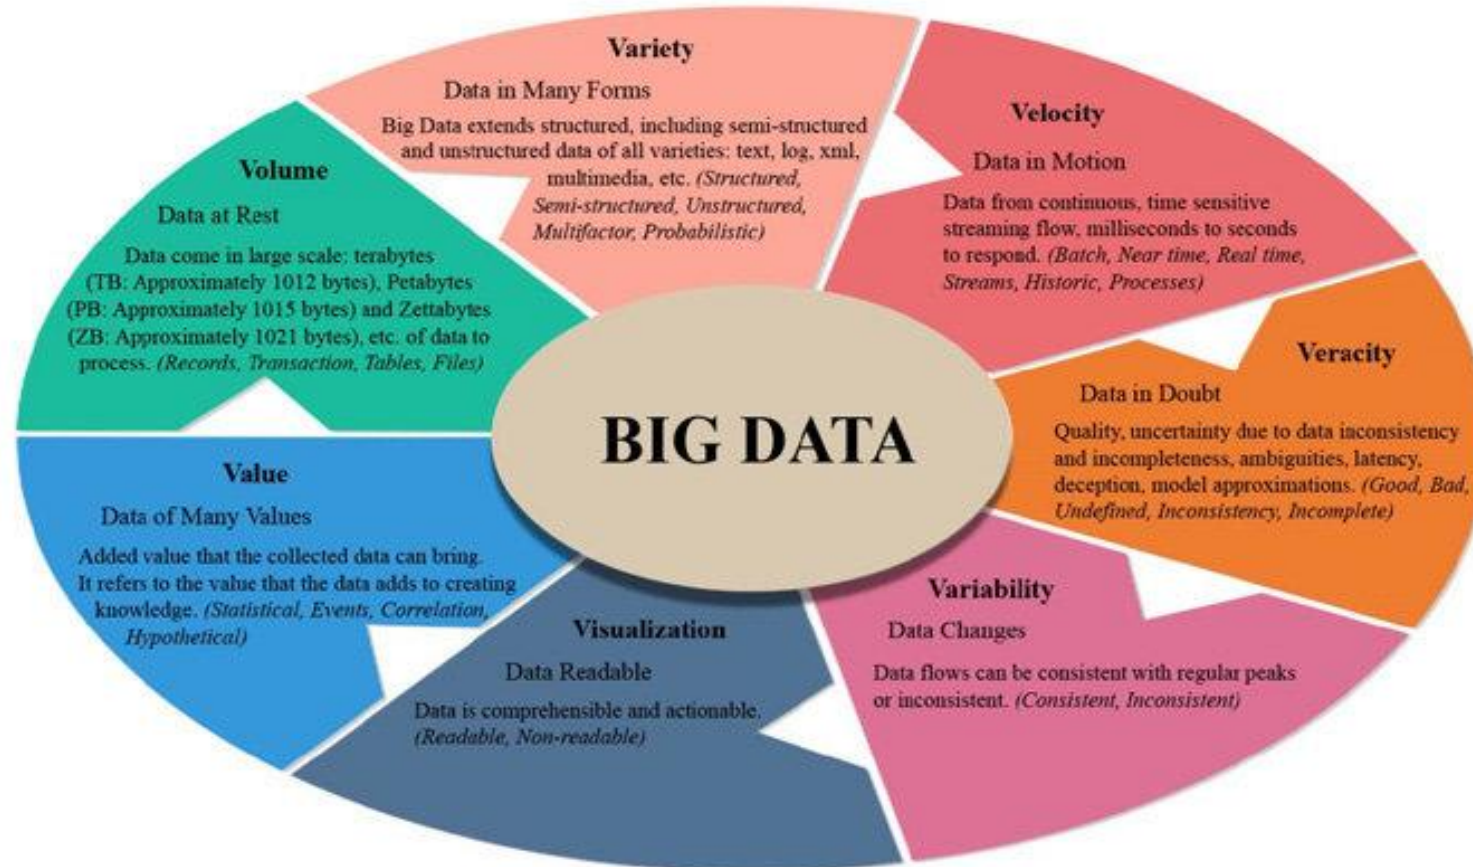 Variety
Data in Many Forms
Big Data extends structured, including semi-structured
and unstructured data of all varieties: text, log, xml,
multimedia, etc. (Structured,
Semi-structured, Unstructured,
Multifactor, Probabilistic)
Velocity
Data in Motion
Data from continuous, time sensitive
streaming flow, milliseconds to seconds
to respond. (Batch, Near time, Real time,
Streams, Historic, Processes)
Veracity
Data in Doubt
Quality, uncertainty due to data inconsistency
and incompleteness, ambiguities, latency,
deception, model approximations. (Good, Bad,
Undefined, Inconsistency, Incomplete)
Variability
Data Changes
Data flows can be consistent with regular peaks
or inconsistent. (Consistent, Inconsistent)
Visualization
Data Readable
Data is comprehensible and actionable.
(Readable, Non-readable)
Value
Data of Many Values
Added value that the collected data can bring.
It refers to the value that the data adds to creating
knowledge. (Statistical, Events, Correlation,
Hypothetical)
Volume
Data at Rest
Data come in large scale: terabytes
(TB: Approximately 1012 bytes), Petabytes
(PB: Approximately 1015 bytes) and Zettabytes
(ZB: Approximately 1021 bytes), etc. of data to
process. (Records, Transaction, Tables, Files)
BIG DATA